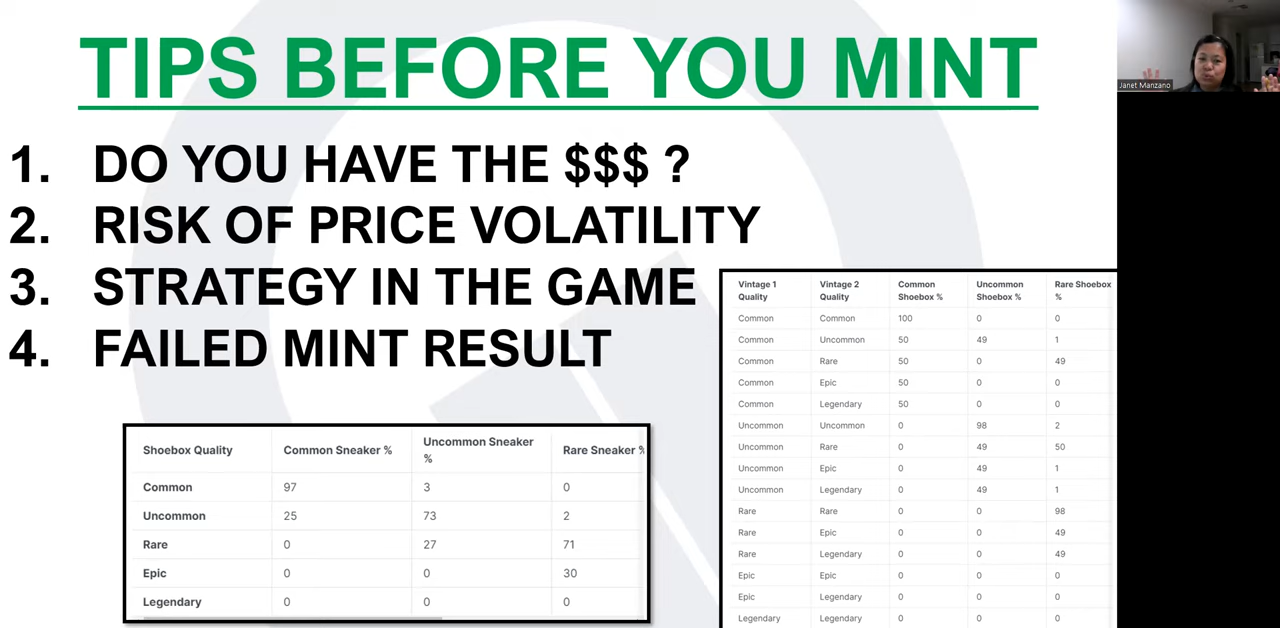 TIPS BEFORE YOU MINT
Janet Manzano
1. DO YOU HAVE THE $$$ ?
2. RISK OF PRICE VOLATILITY
3. STRATEGY IN THE GAME
4. FAILED MINT RESULT
Shoebox Quality Common Sneaker % Uncommon Sneaker % Rare Sneaker %
Common 97 3 0
Uncommon 25 73 2
Rare 0 27 71
Epic 0 0 30
Legendary 0 0 0
Vintage 1 Quality Vintage 2 Quality Common Shoebox % Uncommon Shoebox % Rare Shoebox %
Common Common 100 0 0
Common Uncommon 50 49 1
Common Rare 50 0 49
Common Epic 50 0 0
Common Legendary 50 0 0
Uncommon Uncommon 0 98 2
Uncommon Rare 0 49 50
Uncommon Epic 0 49 1
Uncommon Legendary 0 49 1
Rare Rare 0 0 98
Rare Epic 0 0 49
Rare Legendary 0 0 49
Epic Epic 0 0 0
Epic Legendary 0 0 0
Legendary Legendary 0 0 0